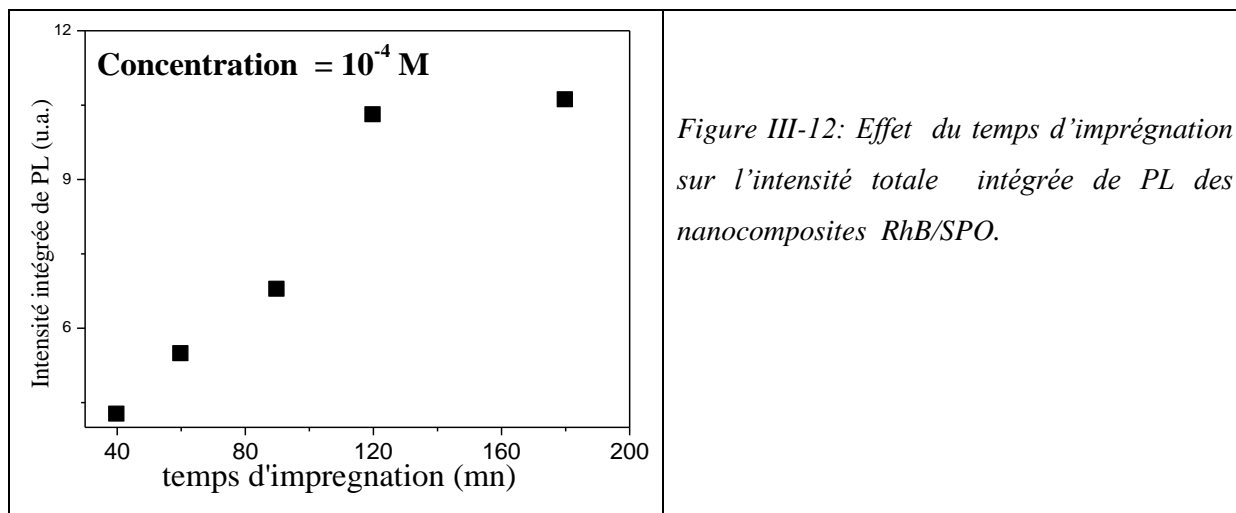 12
Concentration = 10⁻⁴ M
9
6
Intensité intégrée de PL (u.a.)
40 80 120 160 200
temps d'impregnation (mn)
Figure III-12: Effet du temps d'imprégnation
sur l'intensité totale intégrée de PL des
nanocomposites RhB/SPO.